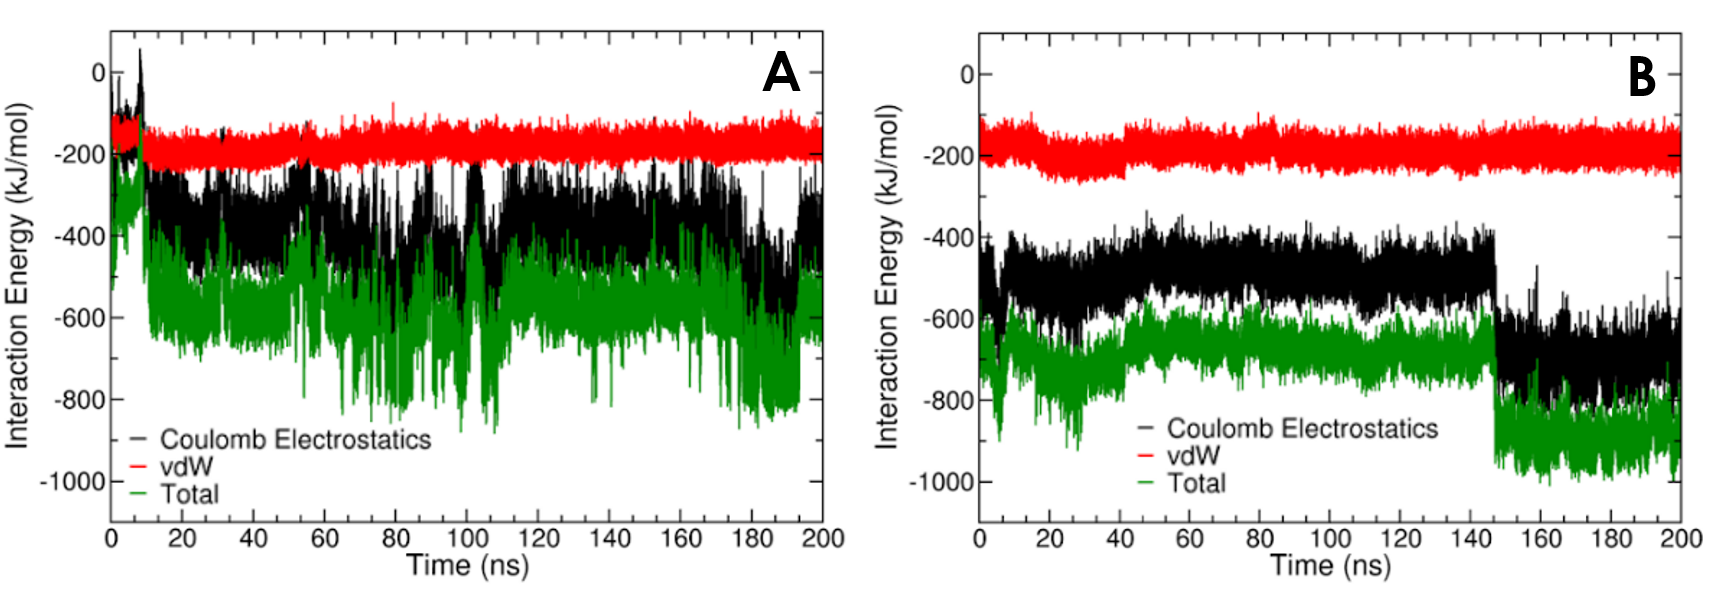 A
0
-200
-400
-600
-800
-1000
Interaction Energy (kJ/mol)
Coulomb Electrostatics
vdW
Total
0 20 40 60 80 100 120 140 160 180 200
Time (ns)
B
0
-200
-400
-600
-800
-1000
Interaction Energy (kJ/mol)
Coulomb Electrostatics
vdW
Total
0 20 40 60 80 100 120 140 160 180 200
Time (ns)